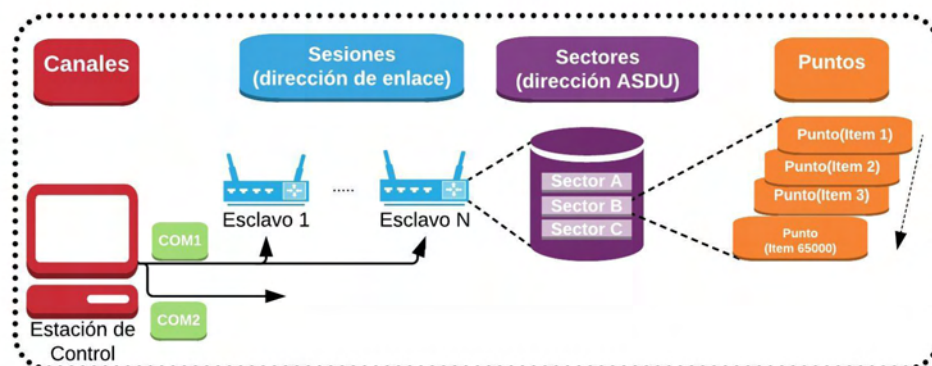 Canales
Sesiones
(dirección de enlace)
Sectores
(dirección ASDU)
Puntos
Punto(Item 1)
Punto(Item 2)
Punto(Item 3)
Punto
(Item 65000)
Sector A
Sector B
Sector C
Esclavo 1
.....
Esclavo N
COM1
COM2
Estación de
Control